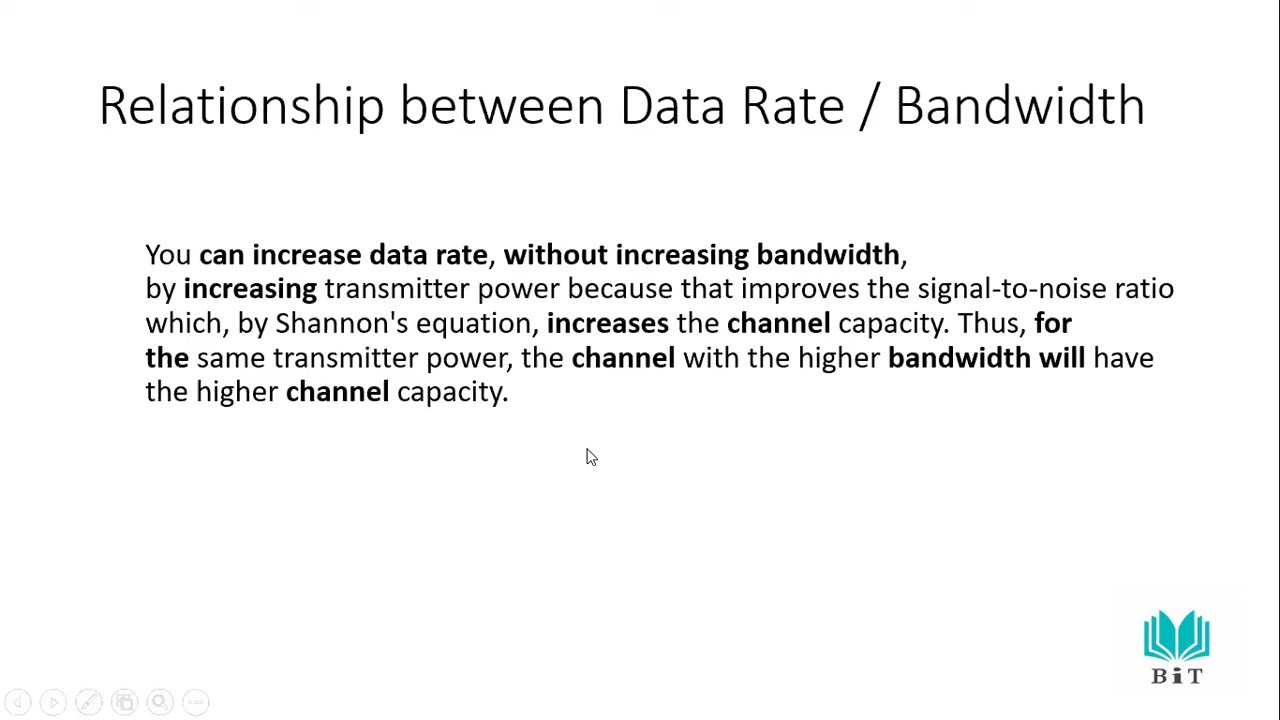 Relationship between Data Rate / Bandwidth
You can increase data rate, without increasing bandwidth,
by increasing transmitter power because that improves the signal-to-noise ratio
which, by Shannon's equation, increases the channel capacity. Thus, for
the same transmitter power, the channel with the higher bandwidth will have
the higher channel capacity.
BiT